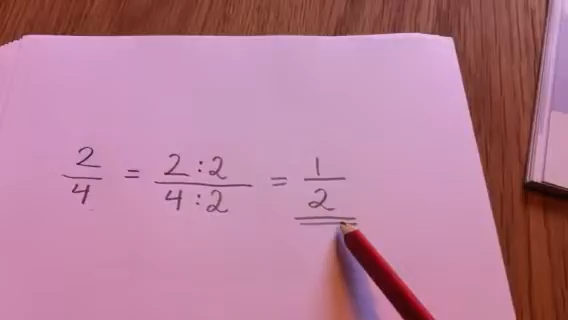 2/4 = 2:2/4:2 = 1/2